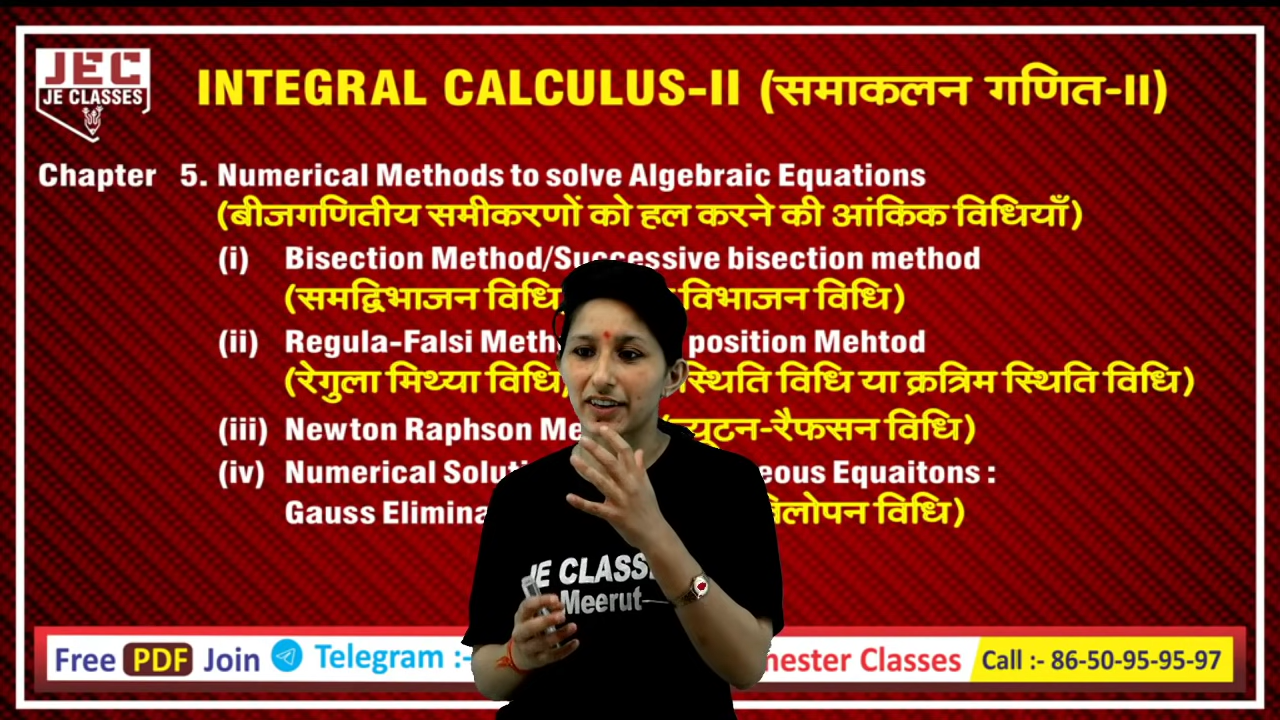 JEC
JE CLASSES
INTEGRAL CALCULUS-II (समाकलन गणित-II)
Chapter 5. Numerical Methods to solve Algebraic Equations
(बीजगणितीय समीकरणों को हल करने की आंकिक विधियाँ)
(i) Bisection Method/Successive bisection method
(समद्विभाजन विधि विभाजन विधि)
(ii) Regula-Falsi position Mehtod
(रेगुला मिथ्या विधि स्थिति विधि या क्रत्रिम स्थिति विधि)
(iii) Newton Raphson न्यूटन-रैफसन विधि)
(iv) Numerical Equaitons :
Gauss विधि)
JE CLASS
Meerut
Free PDF Join Telegram :- Classes Call :- 86-50-95-95-97